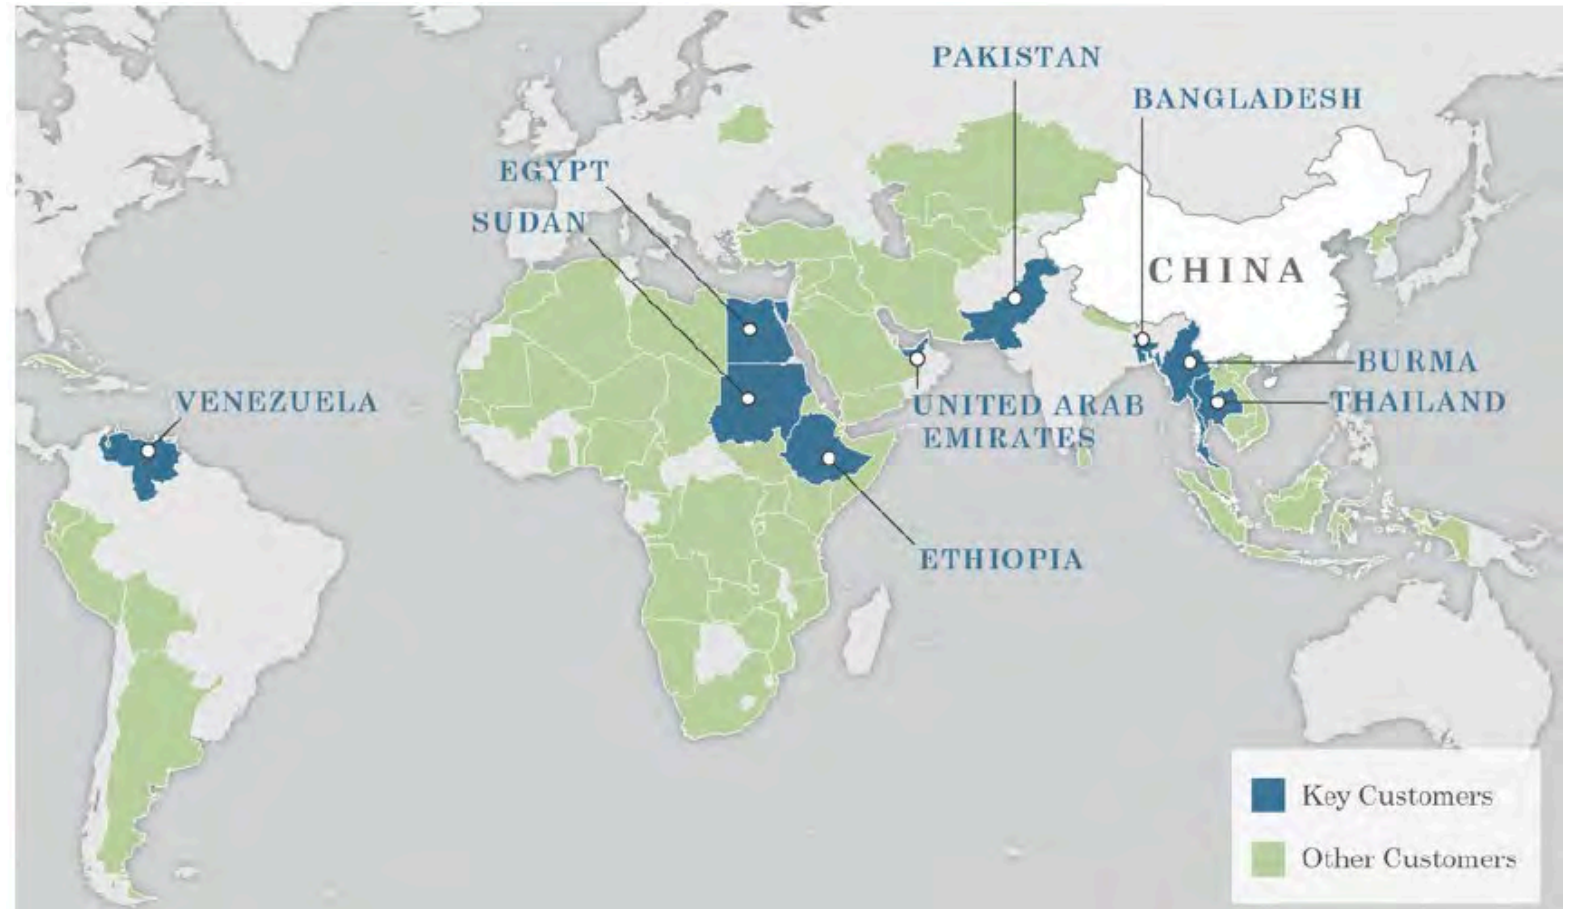 PAKISTAN
BANGLADESH
EGYPT
SUDAN
CHINA
BURMA
VENEZUELA
THAILAND
UNITED ARAB
EMIRATES
ETHIOPIA
Key Customers
Other Customers